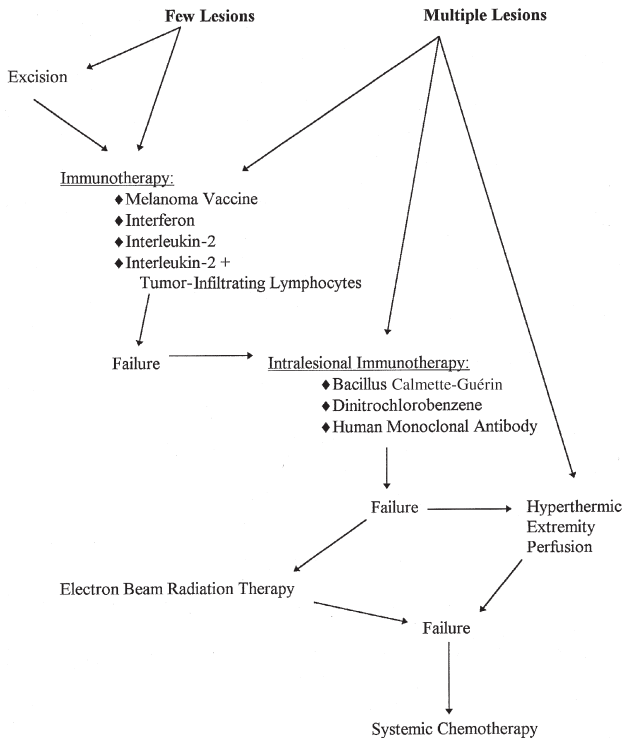 Few Lesions
Multiple Lesions
Excision
Immunotherapy:
♦ Melanoma Vaccine
♦ Interferon
♦ Interleukin-2
♦ Interleukin-2 +
Tumor-Infiltrating Lymphocytes
Failure
Intralesional Immunotherapy:
♦ Bacillus Calmette-Guérin
♦ Dinitrochlorobenzene
♦ Human Monoclonal Antibody
Failure
Hyperthermic
Extremity
Perfusion
Electron Beam Radiation Therapy
Failure
Systemic Chemotherapy